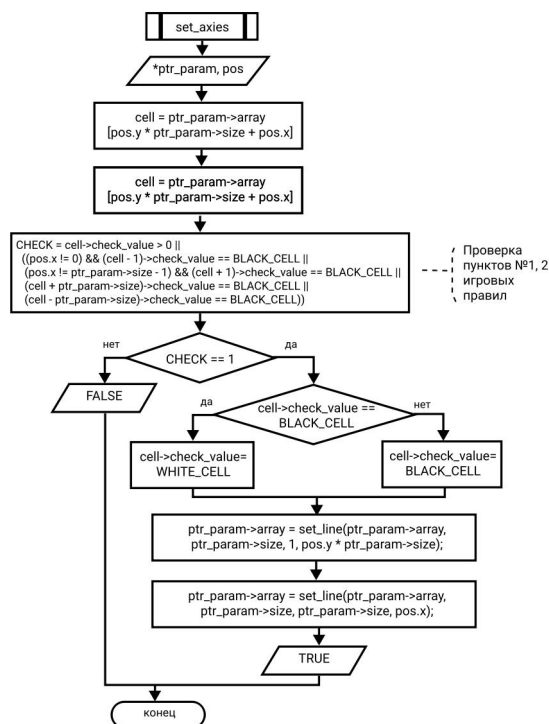 set_axies
*ptr_param, pos
cell = ptr_param->array
[pos.y * ptr_param->size + pos.x]
cell = ptr_param->array
[pos.y * ptr_param->size + pos.x]
CHECK = cell->check_value > 0 ||
((pos.x != 0) && (cell - 1)->check_value == BLACK_CELL ||
(pos.x != ptr_param->size - 1) && (cell + 1)->check_value == BLACK_CELL ||
(cell + ptr_param->size)->check_value == BLACK_CELL ||
(cell - ptr_param->size)->check_value == BLACK_CELL))
Проверка
пунктов №1, 2
игровых
правил
нет
да
CHECK == 1
FALSE
да
cell->check_value ==
BLACK_CELL
нет
cell->check_value=
WHITE_CELL
cell->check_value=
BLACK_CELL
ptr_param->array = set_line(ptr_param->array,
ptr_param->size, 1, pos.y * ptr_param->size);
ptr_param->array = set_line(ptr_param->array,
ptr_param->size, ptr_param->size, pos.x);
TRUE
конец